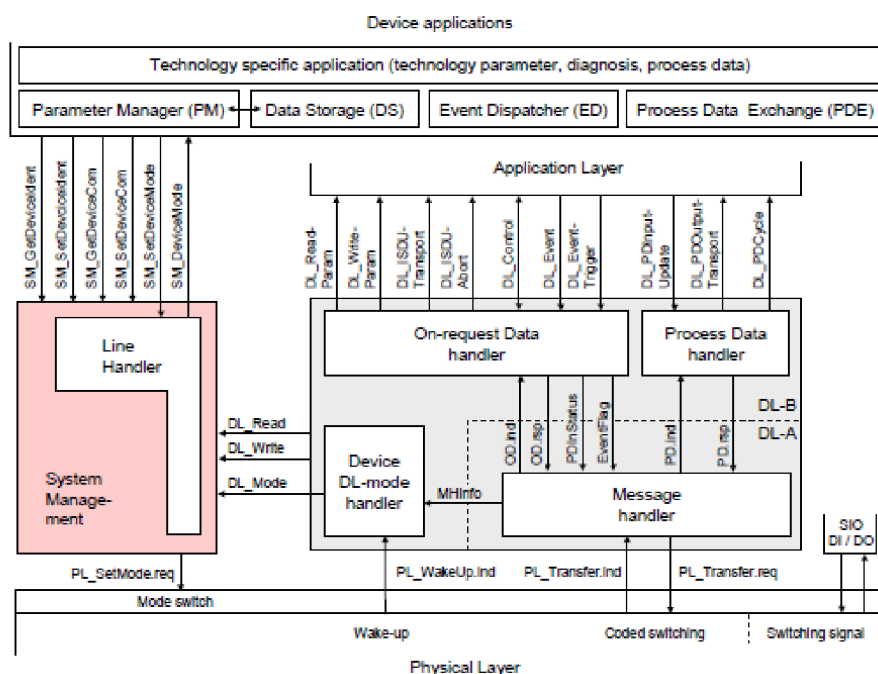 Device applications
Technology specific application (technology parameter, diagnosis, process data)
Parameter Manager (PM)
Data Storage (DS)
Event Dispatcher (ED)
Process Data Exchange (PDE)
Application Layer
SM_GetDeviceIdent
SM_SetDeviceIdent
SM_GetDeviceCom
SM_SetDeviceCom
SM_SetDeviceMode
SM_DeviceMode
DL_Read-
Param
DL_Write-
Param
DL_ISDU-
Transport
DL_ISDU-
Abort
DL_Control
DL_Event
DL_Event-
Trigger
DL_PDInput-
Update
DL_PDOutput-
Transport
DL_PDCycle
Line
Handler
On-request Data
handler
Process Data
handler
DL-B
DL-A
DL_Read
DL_Write
DL_Mode
OD.ind
OD.rsp
PDInStatus
EventFlag
PD.ind
PD.rsp
Device
DL-mode
handler
MHInfo
Message
handler
System
Manage-
ment
SIO
DI / DO
PL_SetMode.req
PL_WakeUp.ind
PL_Transfer.ind
PL_Transfer.req
Mode switch
Wake-up
Coded switching
Switching signal
Physical Layer